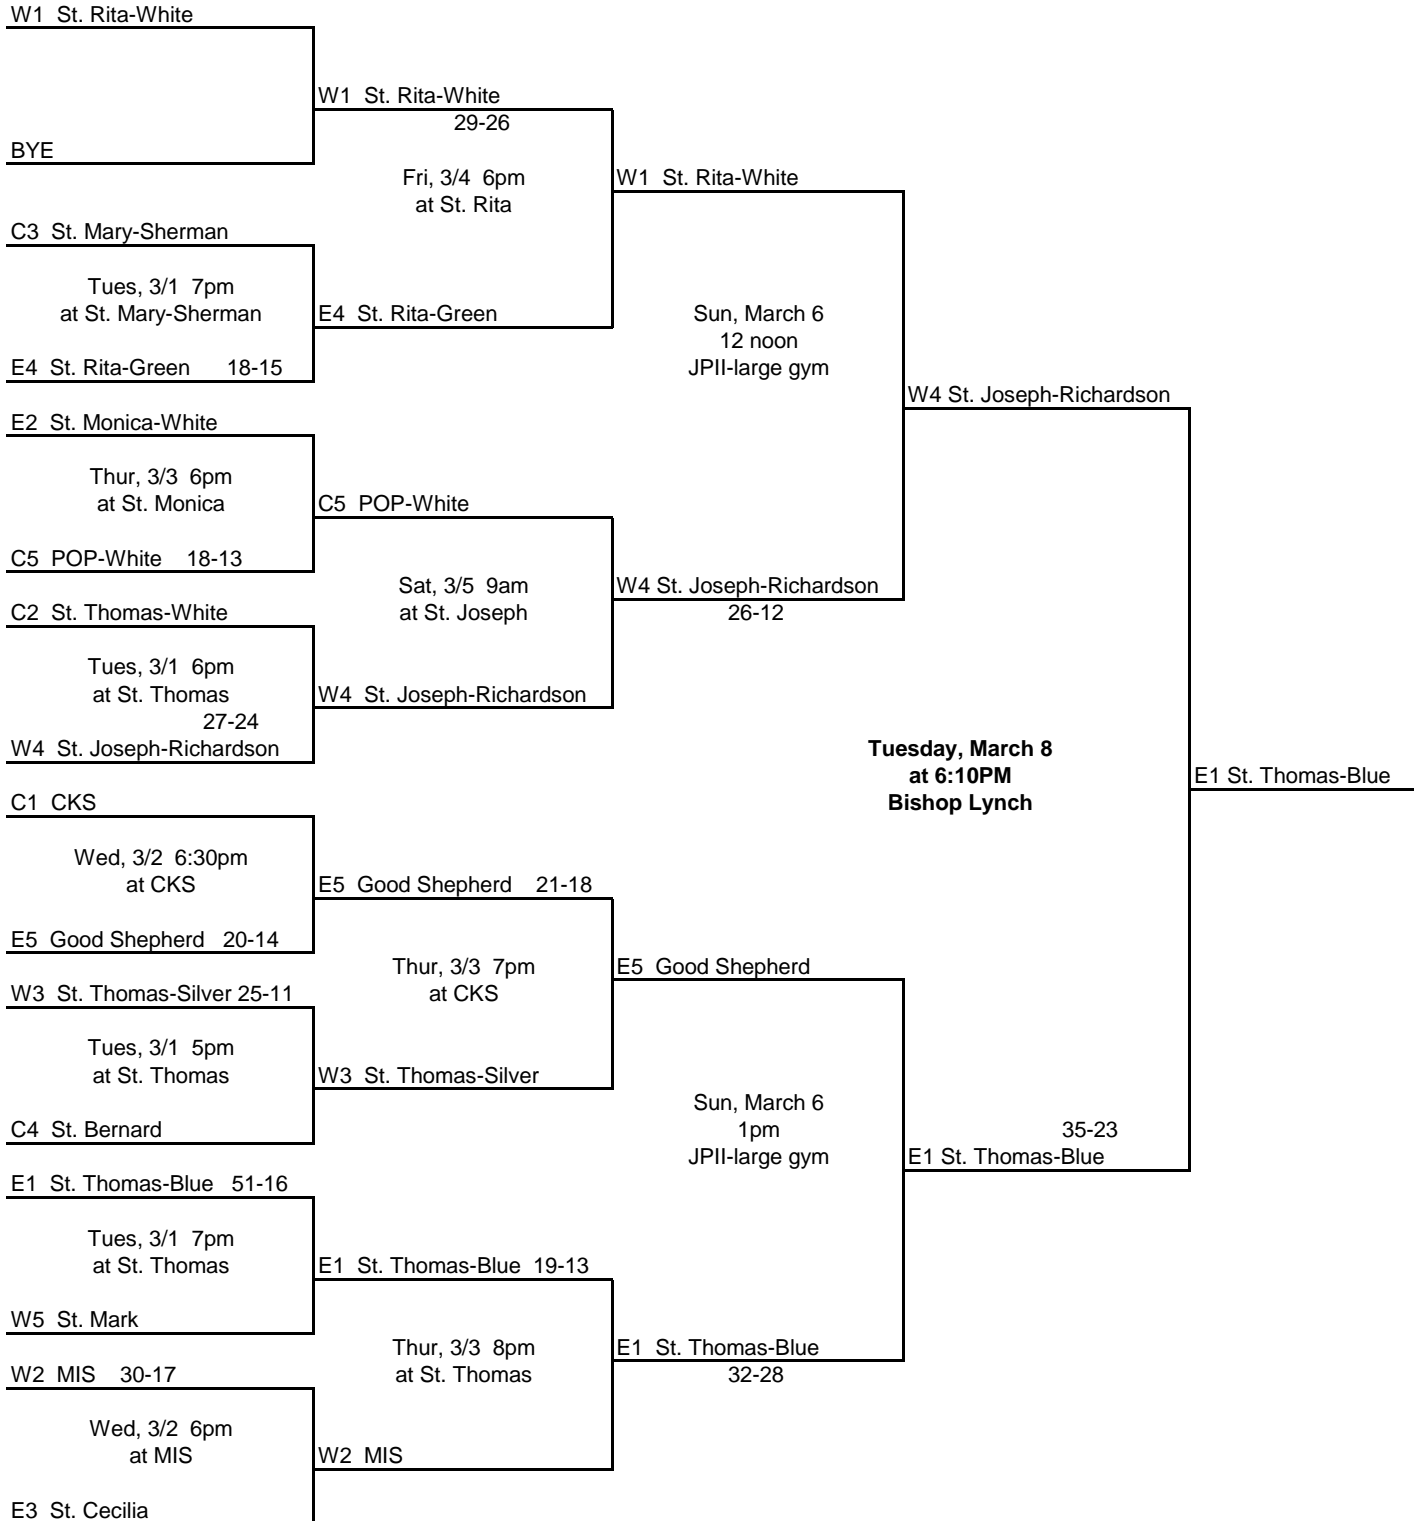 W1  St. Rita-White
W1  St. Rita-White
29-26
BYE
Fri, 3/4  6pm
at St. Rita
W1  St. Rita-White
C3  St. Mary-Sherman
Tues, 3/1  7pm
at St. Mary-Sherman
E4  St. Rita-Green
Sun, March 6
12 noon
JPII-large gym
E4  St. Rita-Green      18-15
W4 St. Joseph-Richardson
E2  St. Monica-White
Thur, 3/3  6pm
at St. Monica
C5  POP-White
C5  POP-White    18-13
Sat, 3/5  9am
at St. Joseph
W4 St. Joseph-Richardson
26-12
C2  St. Thomas-White
Tues, 3/1  6pm
at St. Thomas
27-24
W4  St. Joseph-Richardson
W4  St. Joseph-Richardson
Tuesday, March 8
at 6:10PM
Bishop Lynch
E1 St. Thomas-Blue
C1  CKS
Wed, 3/2  6:30pm
at CKS
E5  Good Shepherd    21-18
E5  Good Shepherd   20-14
Thur, 3/3  7pm
at CKS
E5  Good Shepherd
W3  St. Thomas-Silver 25-11
Tues, 3/1  5pm
at St. Thomas
W3  St. Thomas-Silver
Sun, March 6
1pm
JPII-large gym
C4  St. Bernard
35-23
E1 St. Thomas-Blue
E1  St. Thomas-Blue   51-16
Tues, 3/1  7pm
at St. Thomas
E1  St. Thomas-Blue  19-13
W5  St. Mark
Thur, 3/3  8pm
at St. Thomas
E1  St. Thomas-Blue
32-28
W2  MIS    30-17
Wed, 3/2  6pm
at MIS
W2  MIS
E3  St. Cecilia